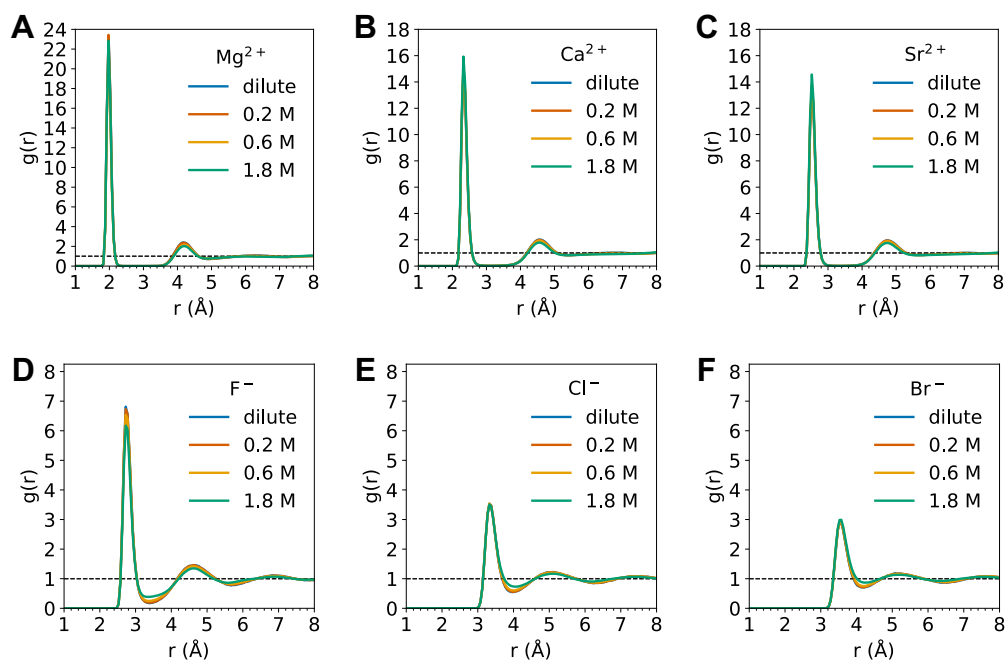 A
Mg²⁺
dilute
0.2 M
0.6 M
1.8 M
g(r)
24
22
20
18
16
14
12
10
8
6
4
2
0
1 2 3 4 5 6 7 8
r (Å)
B
Ca²⁺
dilute
0.2 M
0.6 M
1.8 M
g(r)
18
16
14
12
10
8
6
4
2
0
1 2 3 4 5 6 7 8
r (Å)
C
Sr²⁺
dilute
0.2 M
0.6 M
1.8 M
g(r)
18
16
14
12
10
8
6
4
2
0
1 2 3 4 5 6 7 8
r (Å)
D
F⁻
dilute
0.2 M
0.6 M
1.8 M
g(r)
8
7
6
5
4
3
2
1
0
1 2 3 4 5 6 7 8
r (Å)
E
Cl⁻
dilute
0.2 M
0.6 M
1.8 M
g(r)
8
7
6
5
4
3
2
1
0
1 2 3 4 5 6 7 8
r (Å)
F
Br⁻
dilute
0.2 M
0.6 M
1.8 M
g(r)
8
7
6
5
4
3
2
1
0
1 2 3 4 5 6 7 8
r (Å)